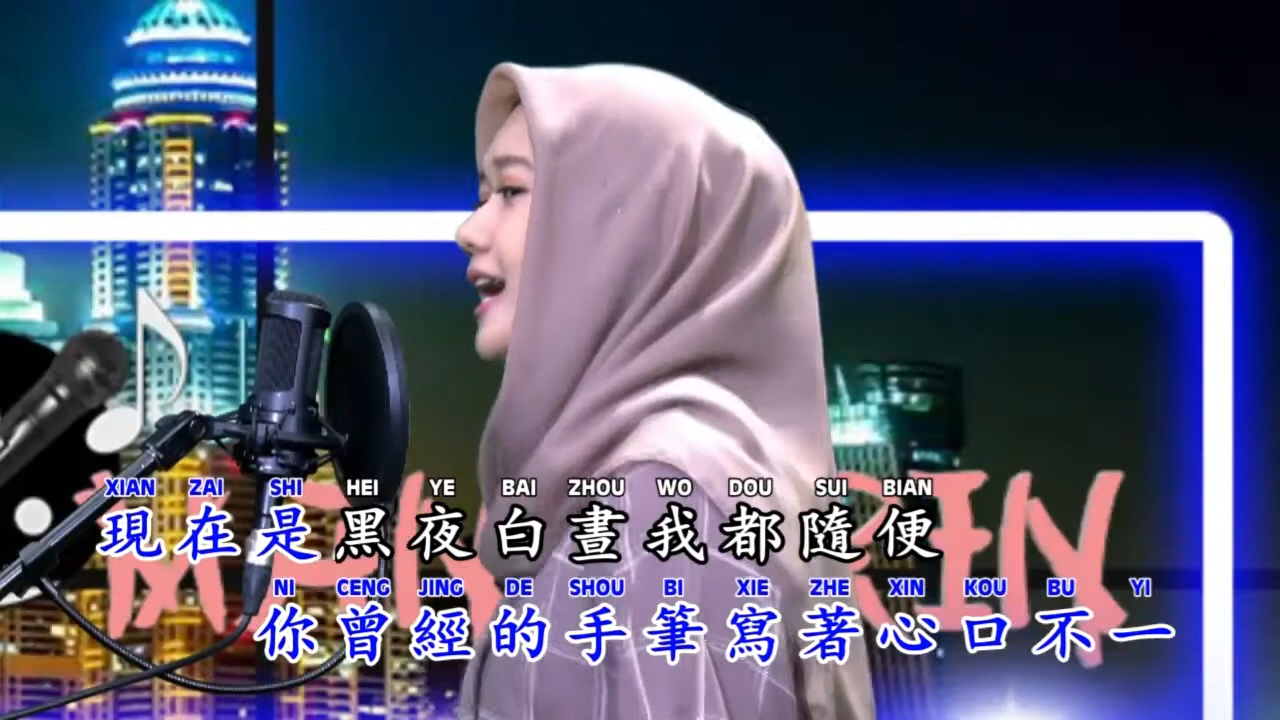 XIAN ZAI SHI HEI YE BAI ZHOU WO DOU SUI BIAN
現在是黑夜白晝我都隨便
NI CENG JING DE SHOU BI XIE ZHE XIN KOU BU YI
你曾經的手筆寫著心口不一